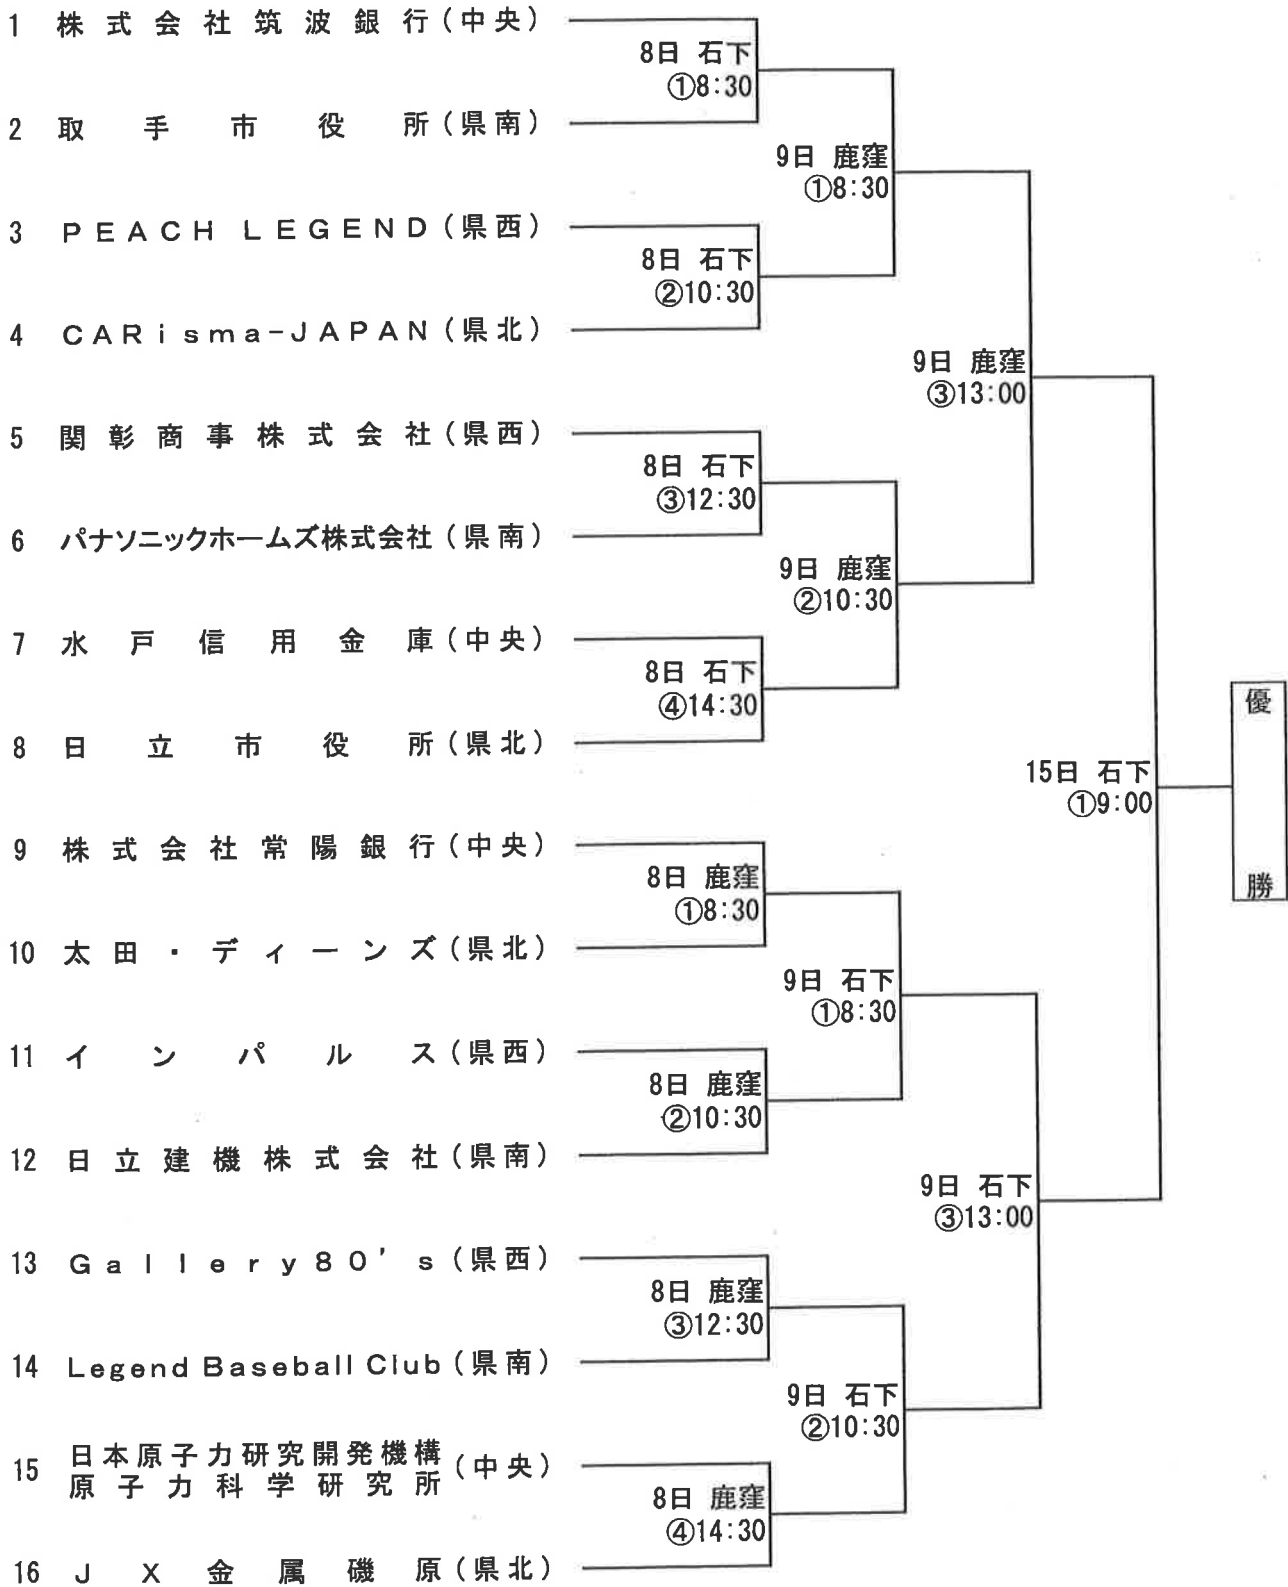 1 株式会社筑波銀行(中央)
8日 石下
①8:30
2 取手市役所(県南)
9日 鹿窪
①8:30
3 PEACH LEGEND(県西)
8日 石下
②10:30
4 CARisma-JAPAN(県北)
9日 鹿窪
③13:00
5 関彰商事株式会社(県西)
8日 石下
③12:30
6 パナソニックホームズ株式会社(県南)
9日 鹿窪
②10:30
7 水戸信用金庫(中央)
8日 石下
④14:30
8 日立市役所(県北)
15日 石下
①9:00
優勝
9 株式会社常陽銀行(中央)
8日 鹿窪
①8:30
10 太田・ディーンズ(県北)
9日 石下
①8:30
11 インパルス(県西)
8日 鹿窪
②10:30
12 日立建機株式会社(県南)
9日 石下
③13:00
13 Gallery80's(県西)
8日 鹿窪
③12:30
14 Legend Baseball Club(県南)
9日 石下
②10:30
15 日本原子力研究開発機構
原子力科学研究所(中央)
8日 鹿窪
④14:30
16 JX金属磯原(県北)